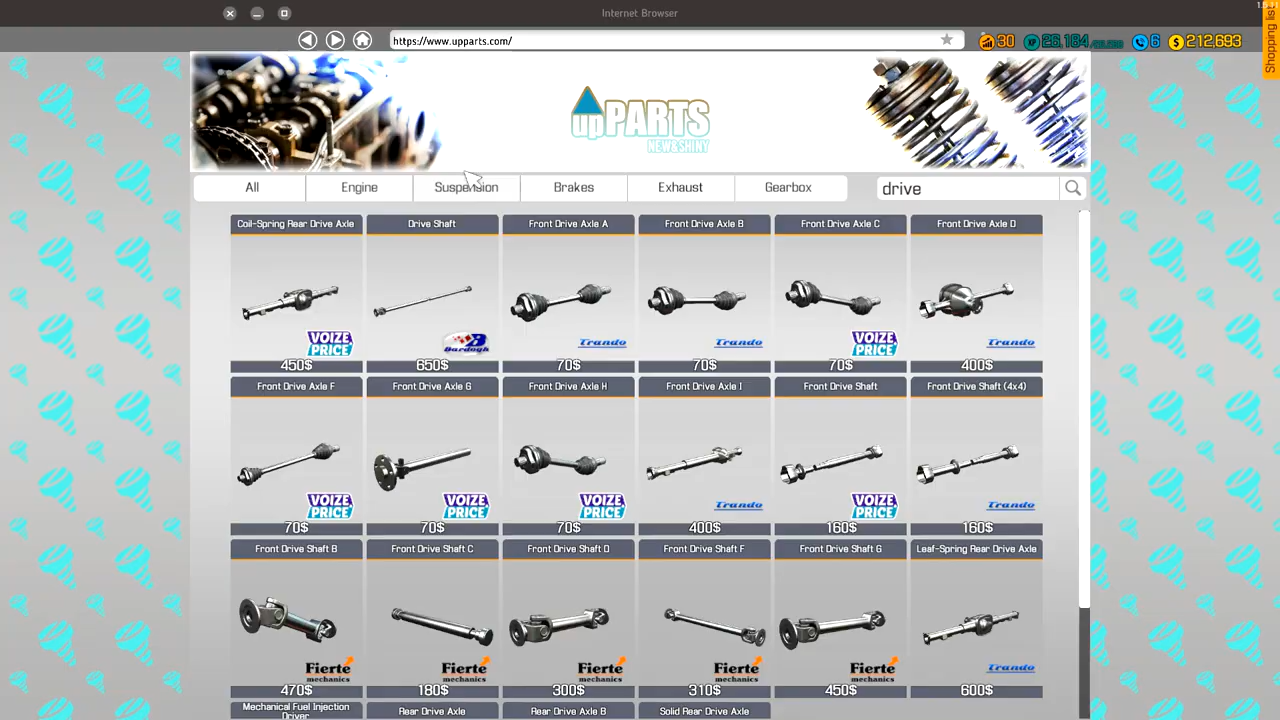 Internet Browser
https://www.upparts.com/
30
6
212,693
Shopping list
upPARTS
NEW&SHINY
All
Engine
Suspension
Brakes
Exhaust
Gearbox
drive
Coil-Spring Rear Drive Axle
Drive Shaft
Front Drive Axle A
Front Drive Axle B
Front Drive Axle C
Front Drive Axle D
VOIZE PRICE
Bardogh
Trando
Trando
VOIZE PRICE
Trando
450$
650$
70$
70$
70$
400$
Front Drive Axle F
Front Drive Axle G
Front Drive Axle H
Front Drive Axle I
Front Drive Shaft
Front Drive Shaft (4x4)
VOIZE PRICE
VOIZE PRICE
VOIZE PRICE
Trando
VOIZE PRICE
Trando
70$
70$
70$
400$
160$
160$
Front Drive Shaft B
Front Drive Shaft C
Front Drive Shaft D
Front Drive Shaft F
Front Drive Shaft G
Leaf-Spring Rear Drive Axle
Fierte mechanics
Fierte mechanics
Fierte mechanics
Fierte mechanics
Fierte mechanics
Trando
470$
180$
300$
310$
450$
600$
Mechanical Fuel Injection
Driver
Rear Drive Axle
Rear Drive Axle B
Solid Rear Drive Axle